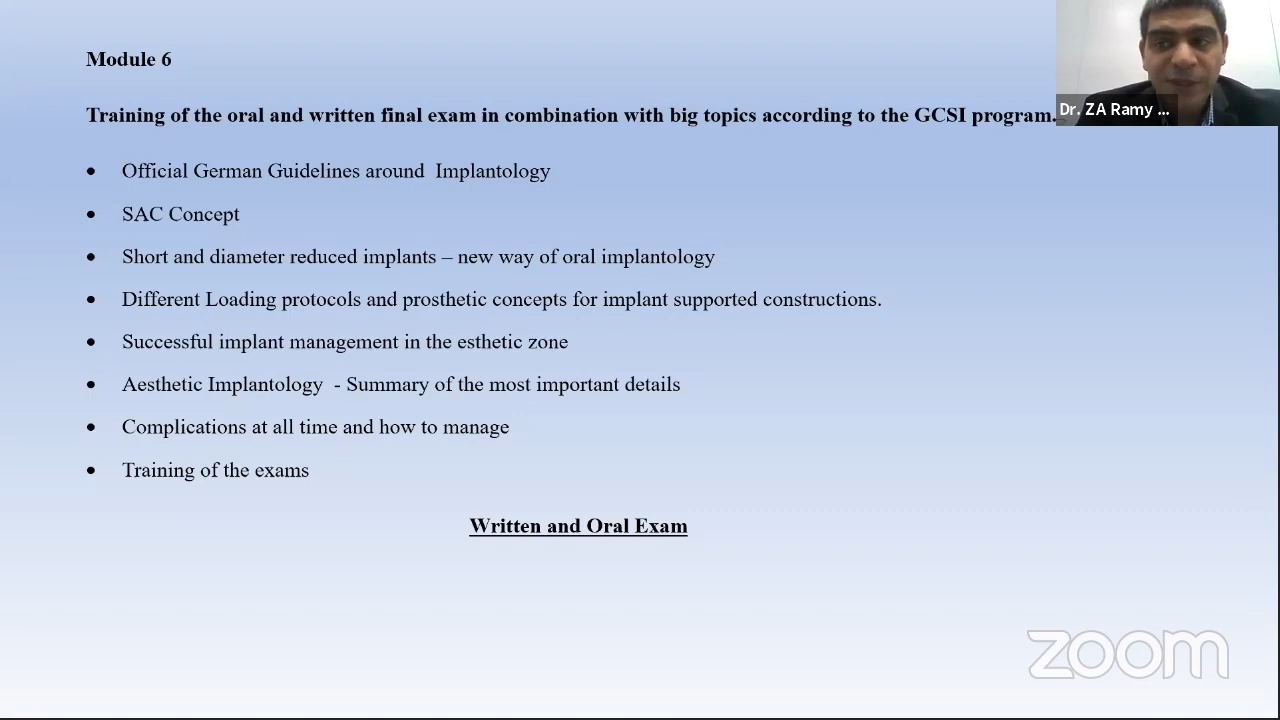 Module 6
Dr. ZA Ramy ...
Training of the oral and written final exam in combination with big topics according to the GCSI program.
• Official German Guidelines around Implantology
• SAC Concept
• Short and diameter reduced implants – new way of oral implantology
• Different Loading protocols and prosthetic concepts for implant supported constructions.
• Successful implant management in the esthetic zone
• Aesthetic Implantology - Summary of the most important details
• Complications at all time and how to manage
• Training of the exams
Written and Oral Exam
zoom